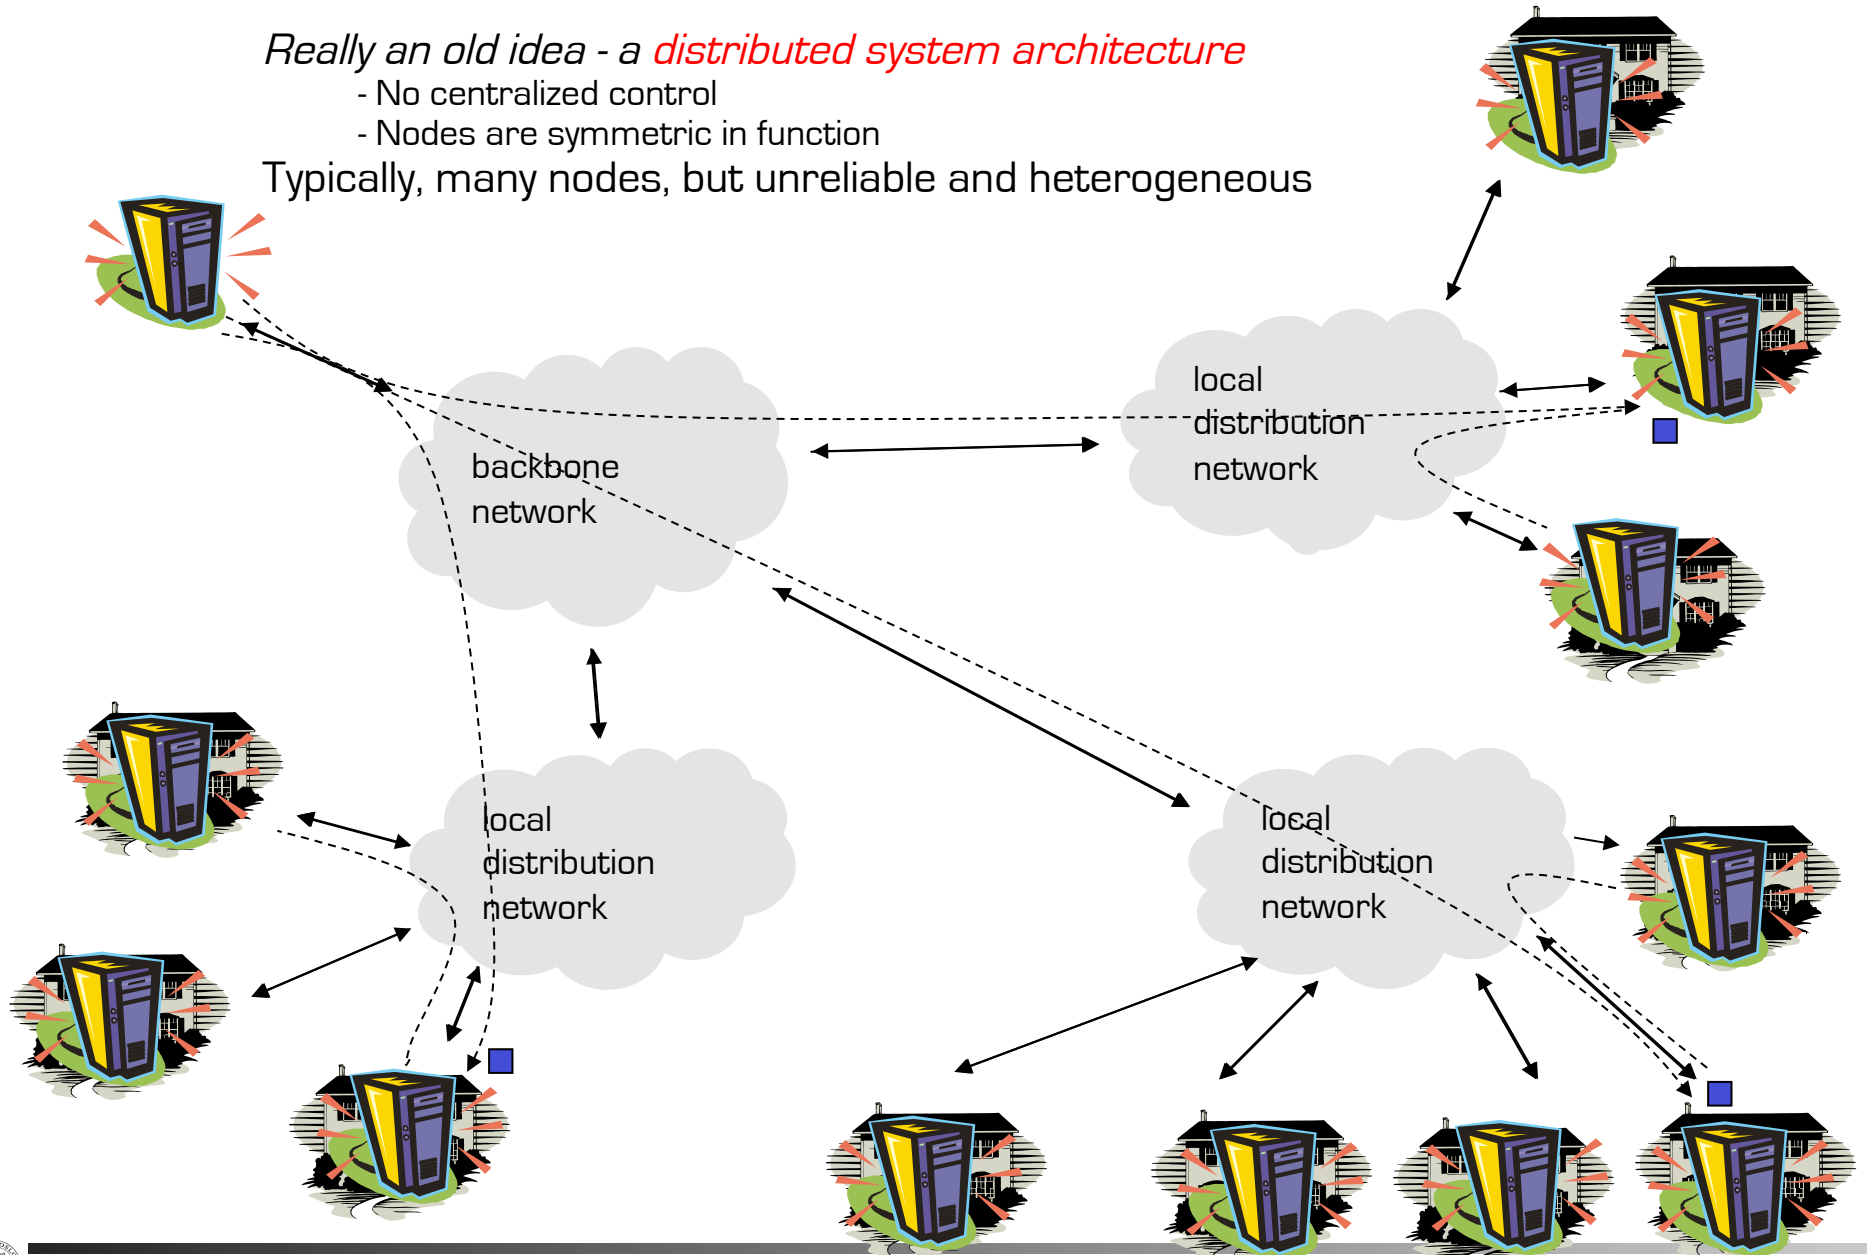 Really an old idea - a distributed system architecture
- No centralized control
- Nodes are symmetric in function
Typically, many nodes, but unreliable and heterogeneous
local
distribution
network
backbone
network
local
distribution
network
local
distribution
network